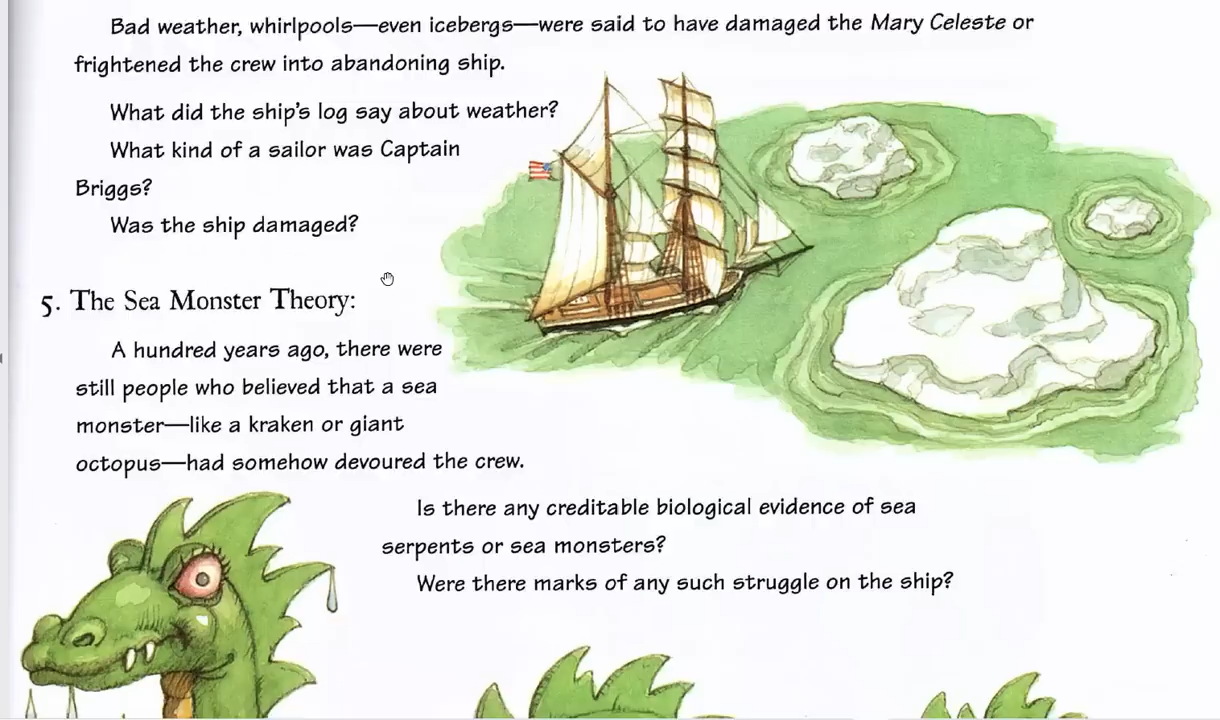 Bad weather, whirlpools—even icebergs—were said to have damaged the Mary Celeste or
frightened the crew into abandoning ship.
What did the ship's log say about weather?
What kind of a sailor was Captain
Briggs?
Was the ship damaged?
5. The Sea Monster Theory:
A hundred years ago, there were
still people who believed that a sea
monster—like a kraken or giant
octopus—had somehow devoured the crew.
Is there any creditable biological evidence of sea
serpents or sea monsters?
Were there marks of any such struggle on the ship?